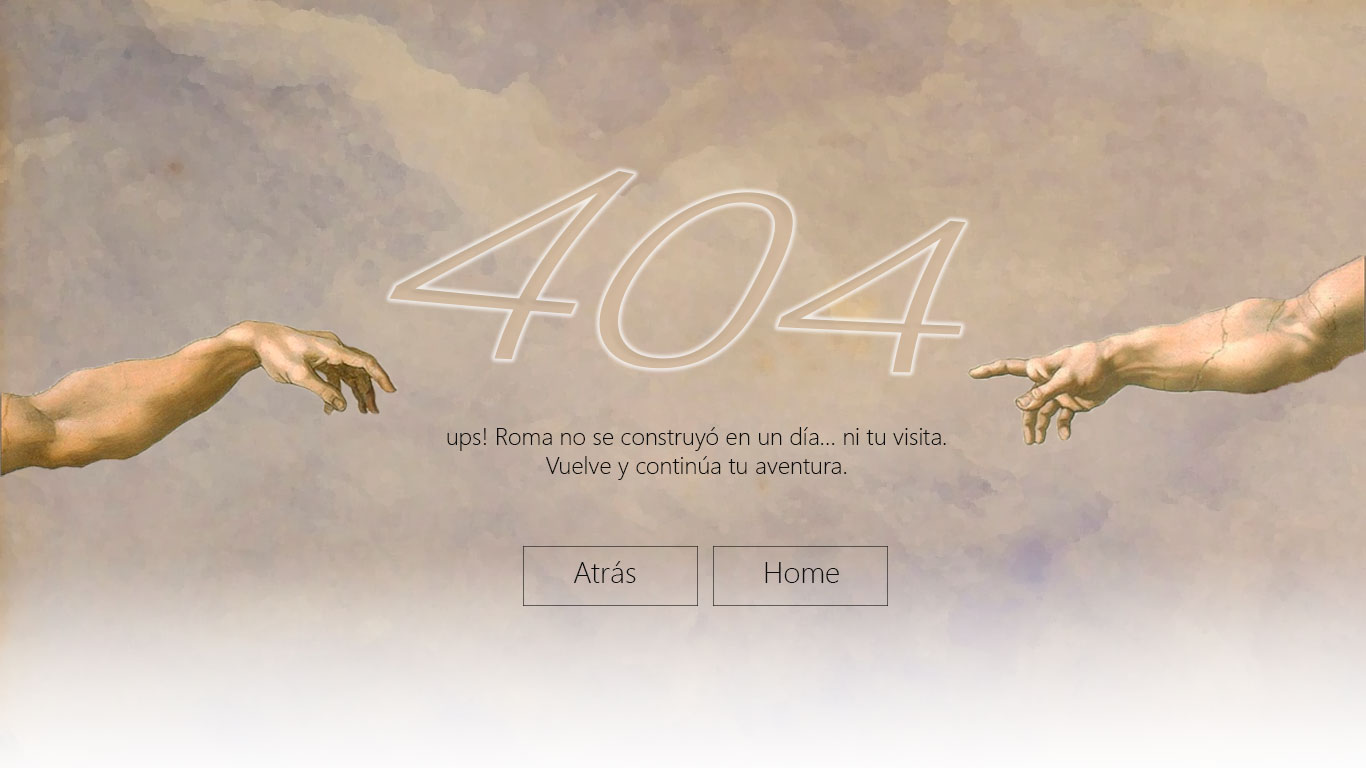 404
ups! Roma no se construyó en un día... ni tu visita.
Vuelve y continúa tu aventura.
Atrás
Home